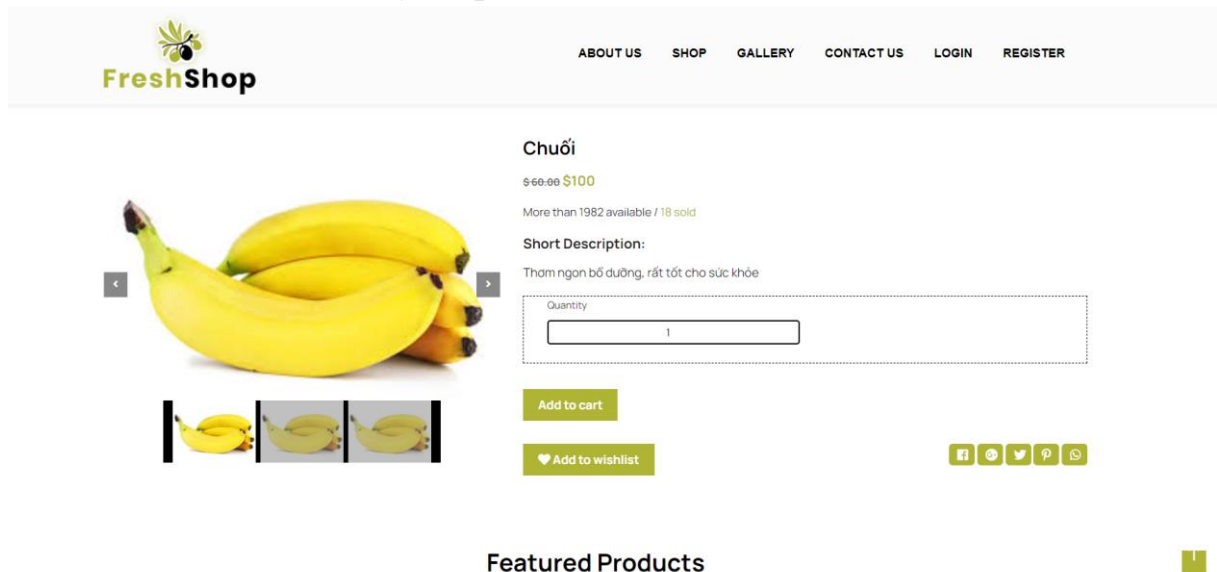 FreshShop
ABOUT US SHOP GALLERY CONTACT US LOGIN REGISTER
Chuối
$ 60.00 $100
More than 1982 available / 18 sold
Short Description:
Thơm ngon bổ dưỡng, rất tốt cho sức khỏe
Quantity
1
Add to cart
Add to wishlist
Featured Products